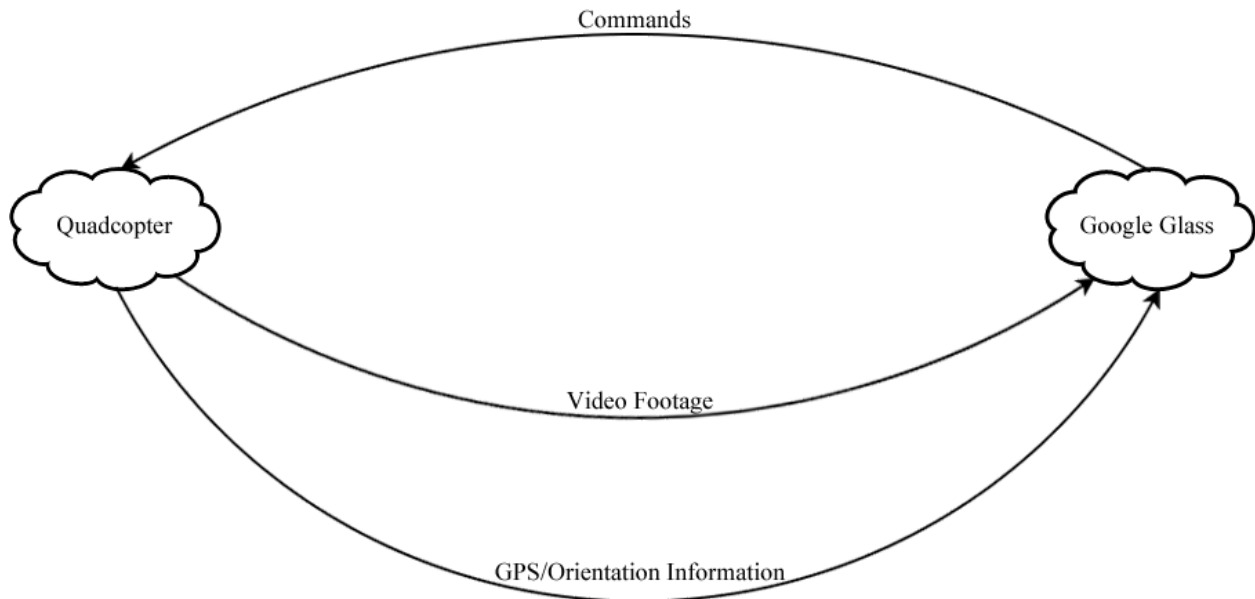 Commands
Quadcopter
Google Glass
Video Footage
GPS/Orientation Information